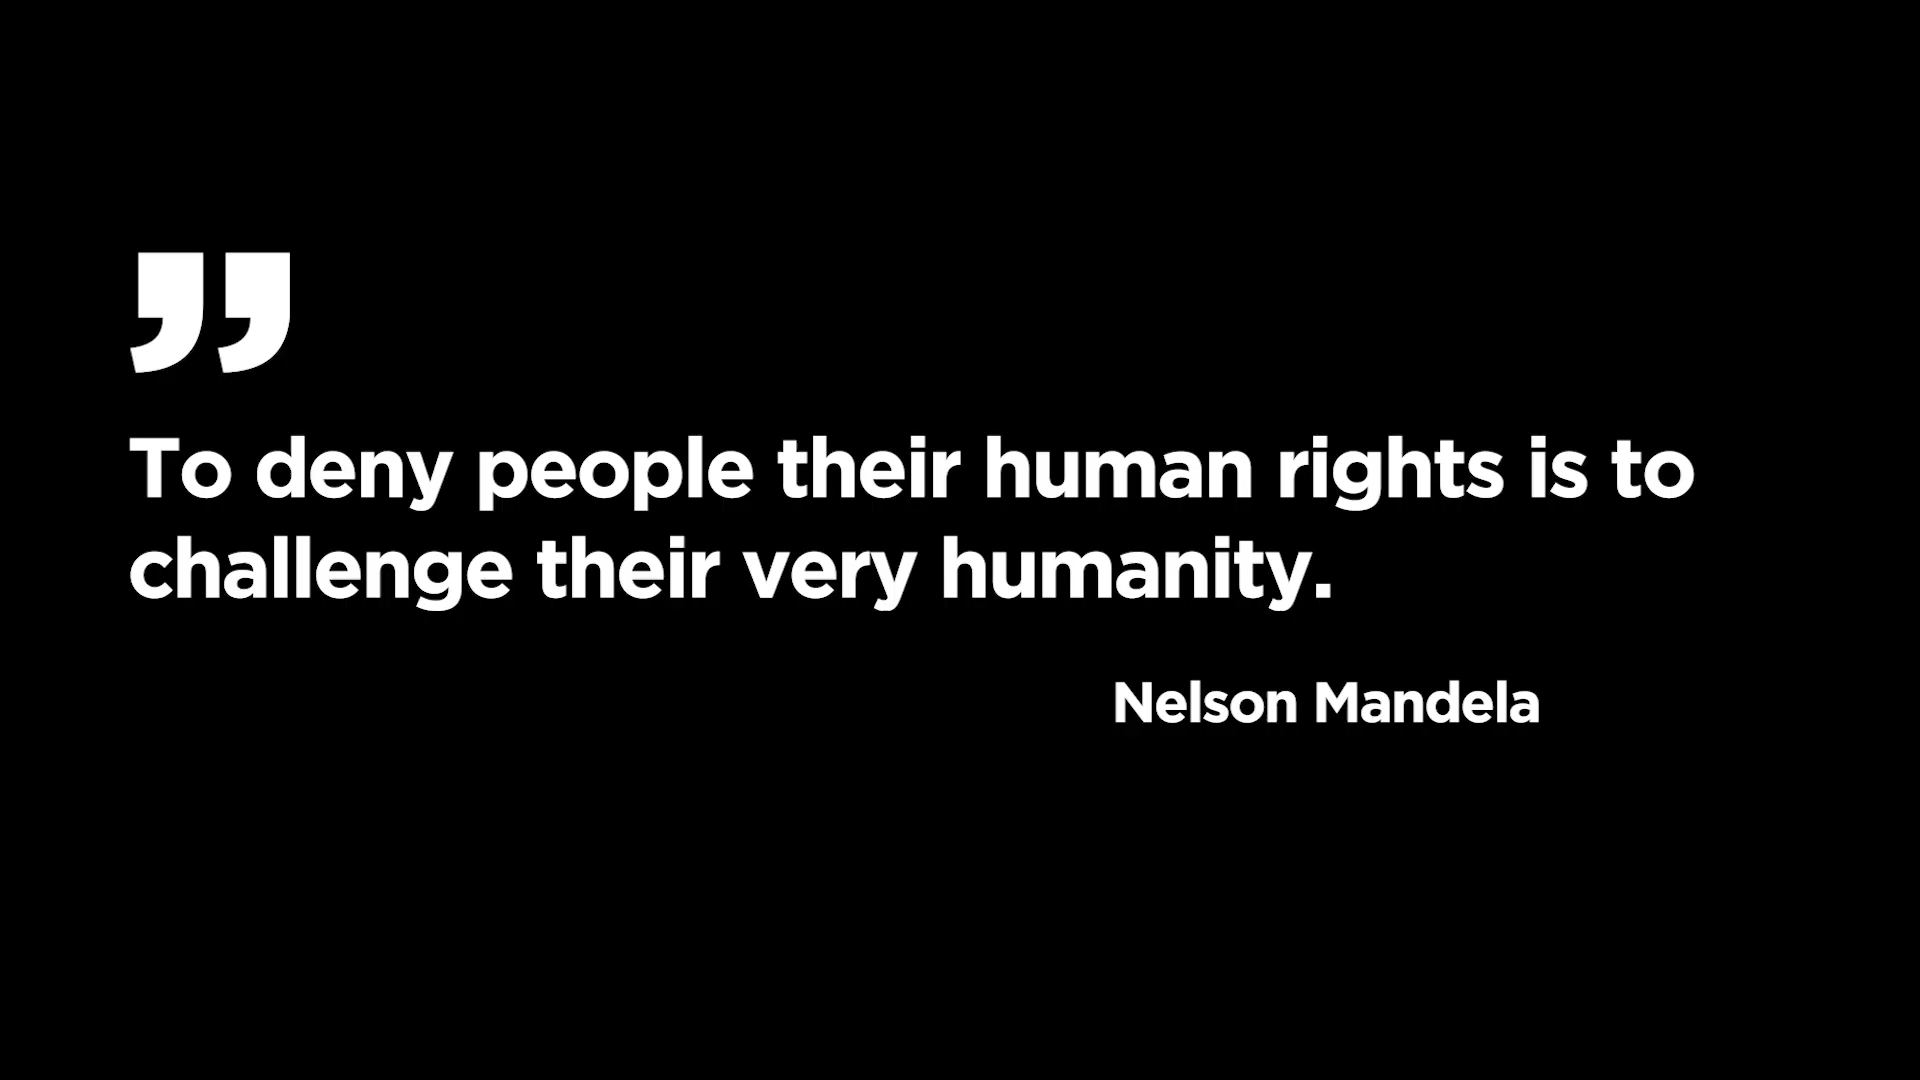 ”
To deny people their human rights is to
challenge their very humanity.
Nelson Mandela